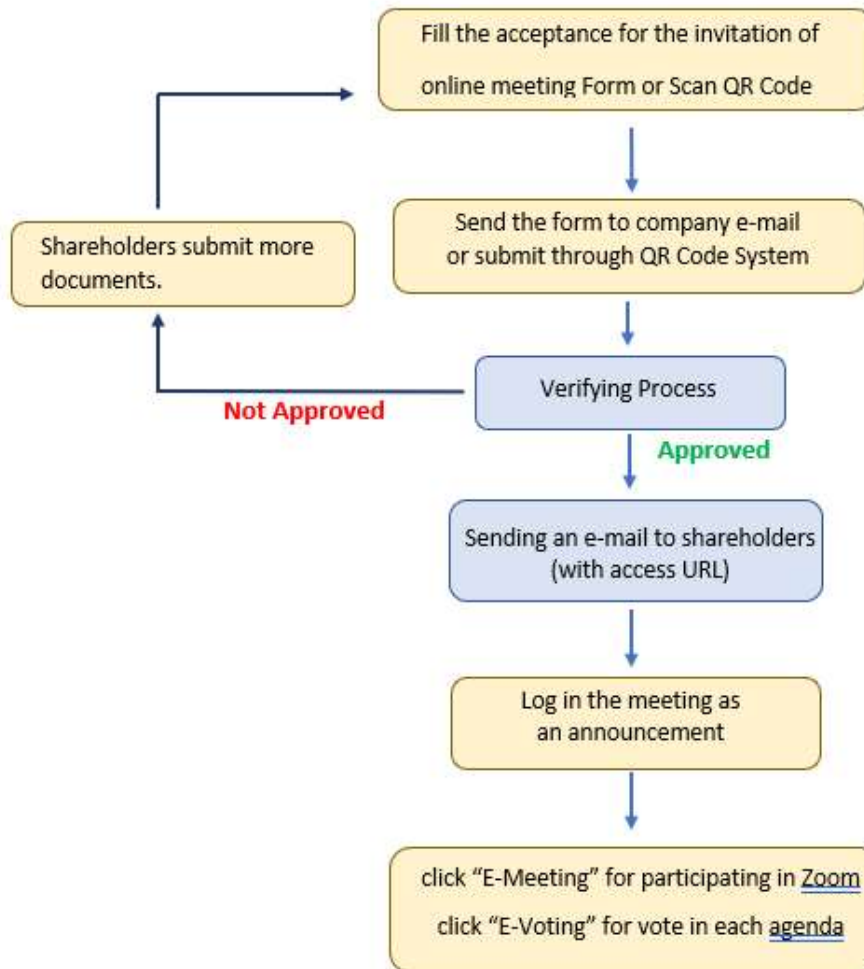 Fill the acceptance for the invitation of
online meeting Form or Scan QR Code
Send the form to company e-mail
or submit through QR Code System
Shareholders submit more
documents.
Verifying Process
Not Approved
Approved
Sending an e-mail to shareholders
(with access URL)
Log in the meeting as
an announcement
click “E-Meeting” for participating in Zoom
click “E-Voting” for vote in each agenda